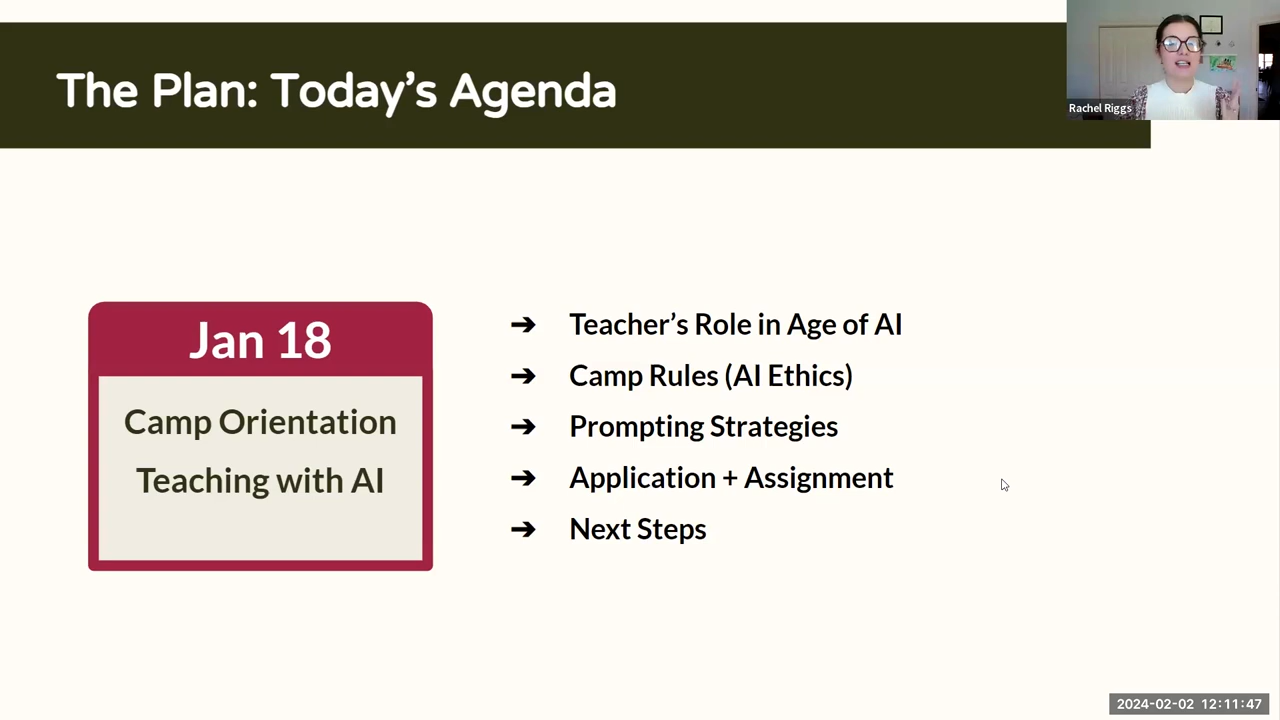 The Plan: Today's Agenda
Rachel Riggs
Jan 18
Camp Orientation
Teaching with AI
➔ Teacher's Role in Age of AI
➔ Camp Rules (AI Ethics)
➔ Prompting Strategies
➔ Application + Assignment
➔ Next Steps
2024-02-02 12:11:47